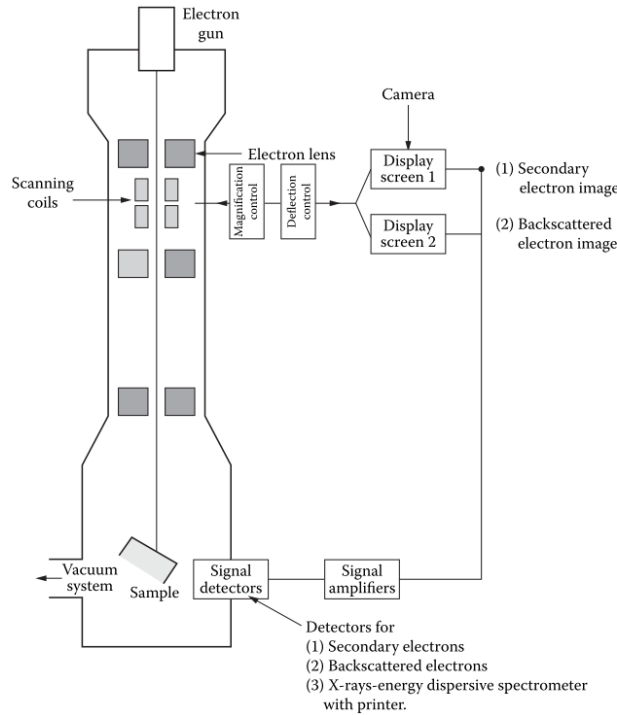 Electron
gun
Camera
Electron lens
Scanning
coils
Magnification
control
Deflection
control
Display
screen 1
Display
screen 2
(1) Secondary
electron image
(2) Backscattered
electron image
Vacuum
system
Sample
Signal
detectors
Signal
amplifiers
Detectors for
(1) Secondary electrons
(2) Backscattered electrons
(3) X-rays-energy dispersive spectrometer
with printer.